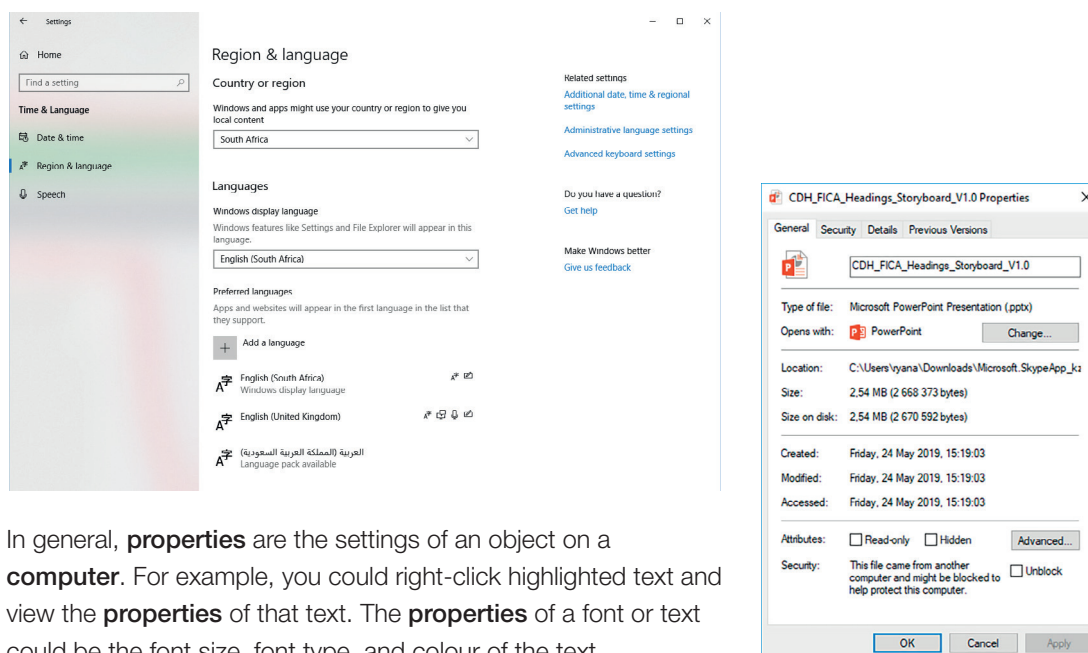 Settings
Home
Find a setting
Time & Language
Date & time
Region & language
Speech
Region & language
Country or region
Windows and apps might use your country or region to give you
local content
South Africa
Languages
Windows display language
Windows features like Settings and File Explorer will appear in this
language.
English (South Africa)
Preferred languages
Apps and websites will appear in the first language in the list that
they support.
Add a language
English (South Africa)
Windows display language
English (United Kingdom)
العربية (المملكة العربية السعودية)
Language pack available
Related settings
Additional date, time & regional
settings
Administrative language settings
Advanced keyboard settings
Do you have a question?
Get help
Make Windows better
Give us feedback
CDH_FICA_Headings_Storyboard_V1.0 Properties
General Security Details Previous Versions
CDH_FICA_Headings_Storyboard_V1.0
Type of file: Microsoft PowerPoint Presentation (.pptx)
Opens with: PowerPoint Change...
Location: C:\Users\ryana\Downloads\Microsoft.SkypeApp_kz
Size: 2,54 MB (2 668 373 bytes)
Size on disk: 2,54 MB (2 670 592 bytes)
Created: Friday, 24 May 2019, 15:19:03
Modified: Friday, 24 May 2019, 15:19:03
Accessed: Friday, 24 May 2019, 15:19:03
Attributes: Read-only Hidden Advanced...
Security: This file came from another
computer and might be blocked to
help protect this computer.
Unblock
OK Cancel Apply
In general, properties are the settings of an object on a
computer. For example, you could right-click highlighted text and
view the properties of that text. The properties of a font or text
could be the font size, font type, and colour of the text.